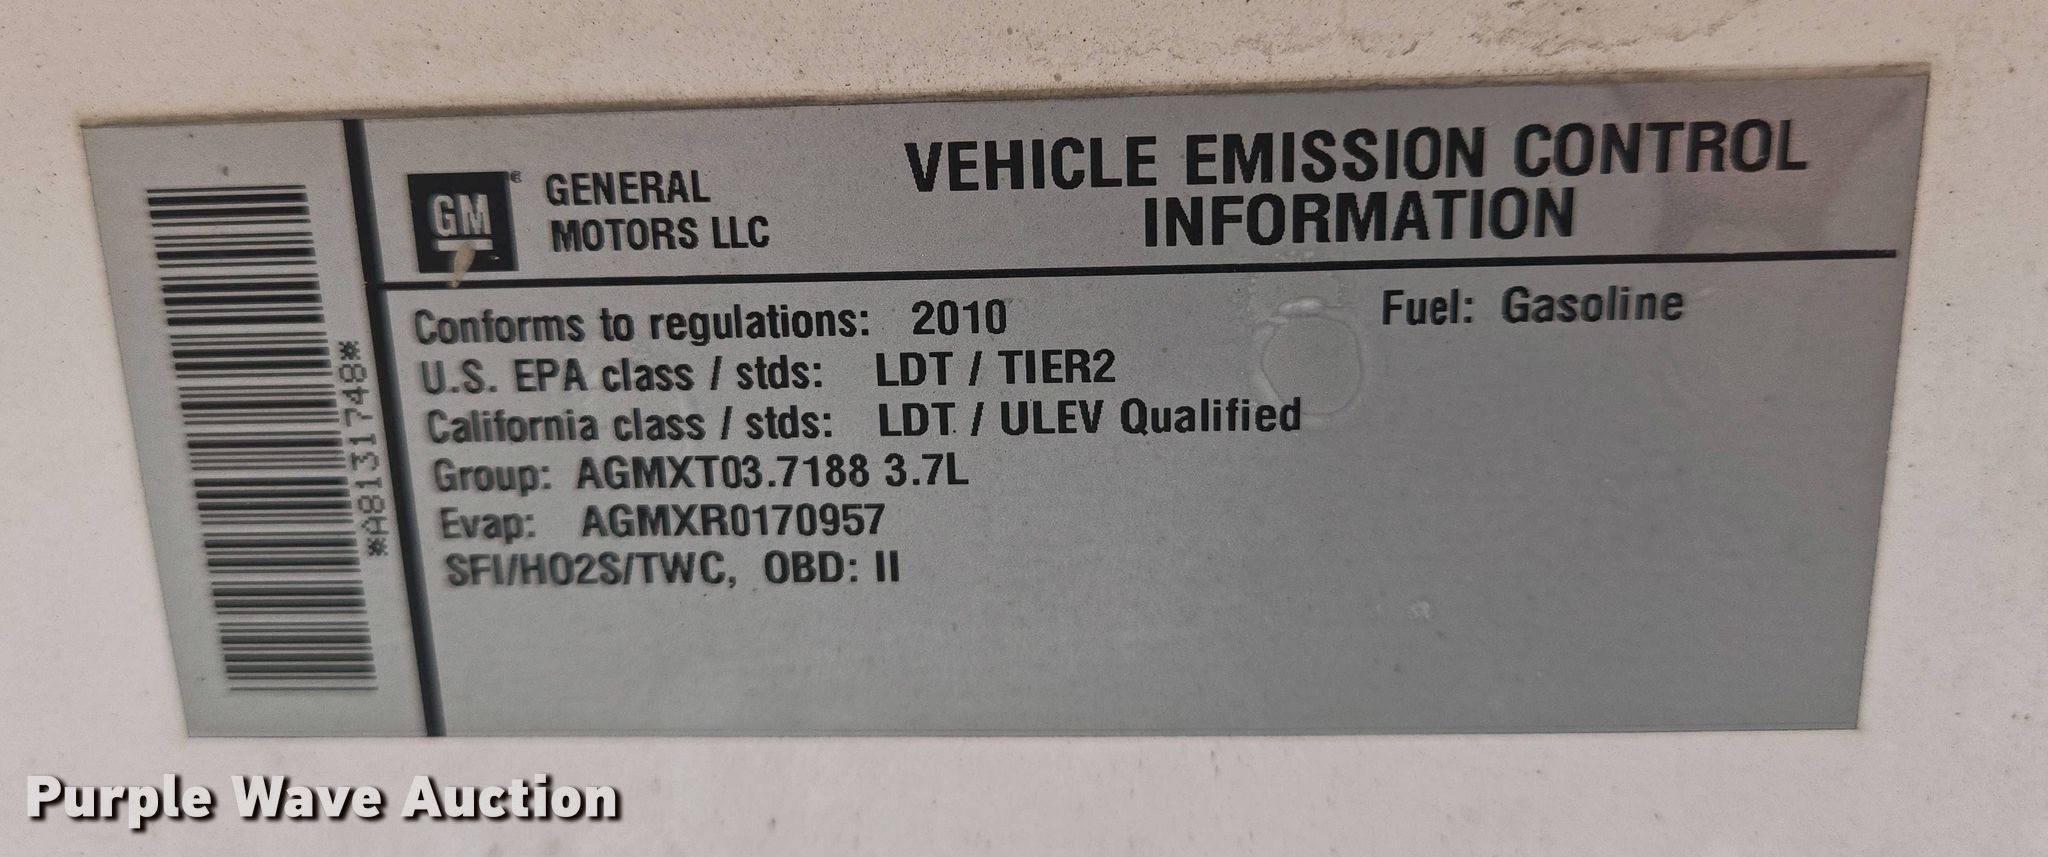 *A8131748*
GM®
GENERAL
MOTORS LLC
VEHICLE EMISSION CONTROL
INFORMATION
Conforms to regulations: 2010
Fuel: Gasoline
U.S. EPA class / stds: LDT / TIER2
California class / stds: LDT / ULEV Qualified
Group: AGMXT03.7188 3.7L
Evap: AGMXR0170957
SFI/HO2S/TWC, OBD: II
Purple Wave Auction